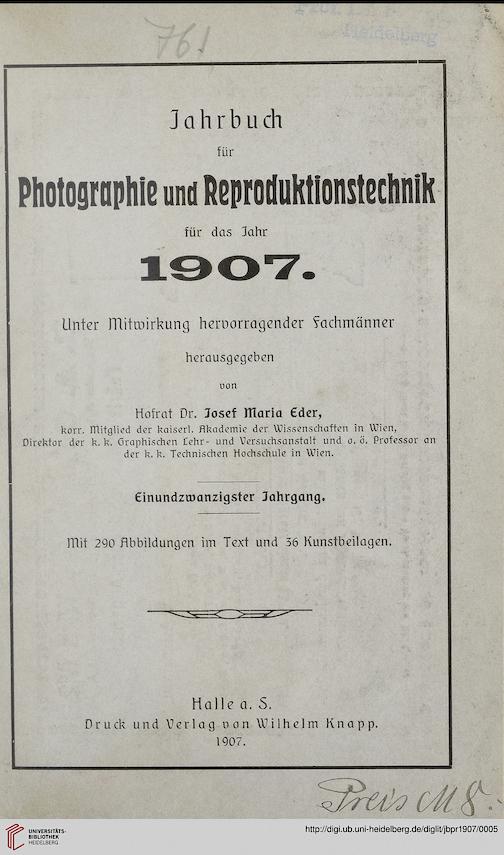 76!
Heidelberg
Jahrbuch
für
Photographie und Reproduktionstechnik
für das Jahr
1907.
Unter Mitwirkung hervorragender Fachmänner
herausgegeben
von
Hofrat Dr. Josef Maria Eder,
korr. Mitglied der kaiserl. Akademie der Wissenschaften in Wien,
Direktor der k. k. Graphischen Lehr- und Versuchsanstalt und o. ö. Professor an
der k. k. Technischen Hochschule in Wien.
Einundzwanzigster Jahrgang.
Mit 290 Abbildungen im Text und 36 Kunstbeilagen.
Halle a. S.
Druck und Verlag von Wilhelm Knapp.
1907.
Preis M 8.
UNIVERSITÄTS-
BIBLIOTHEK
HEIDELBERG
http://digi.ub.uni-heidelberg.de/diglit/jbpr1907/0005